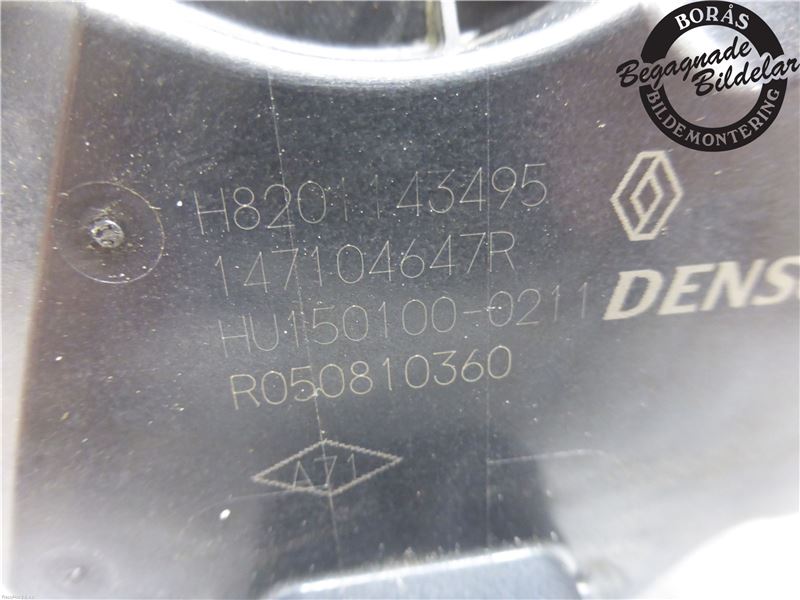 BORÅS
Begagnade
Bildelar
BILDEMONTERING
H8201143495
147104647R
HU150100-0211
DENS
R050810360
A71